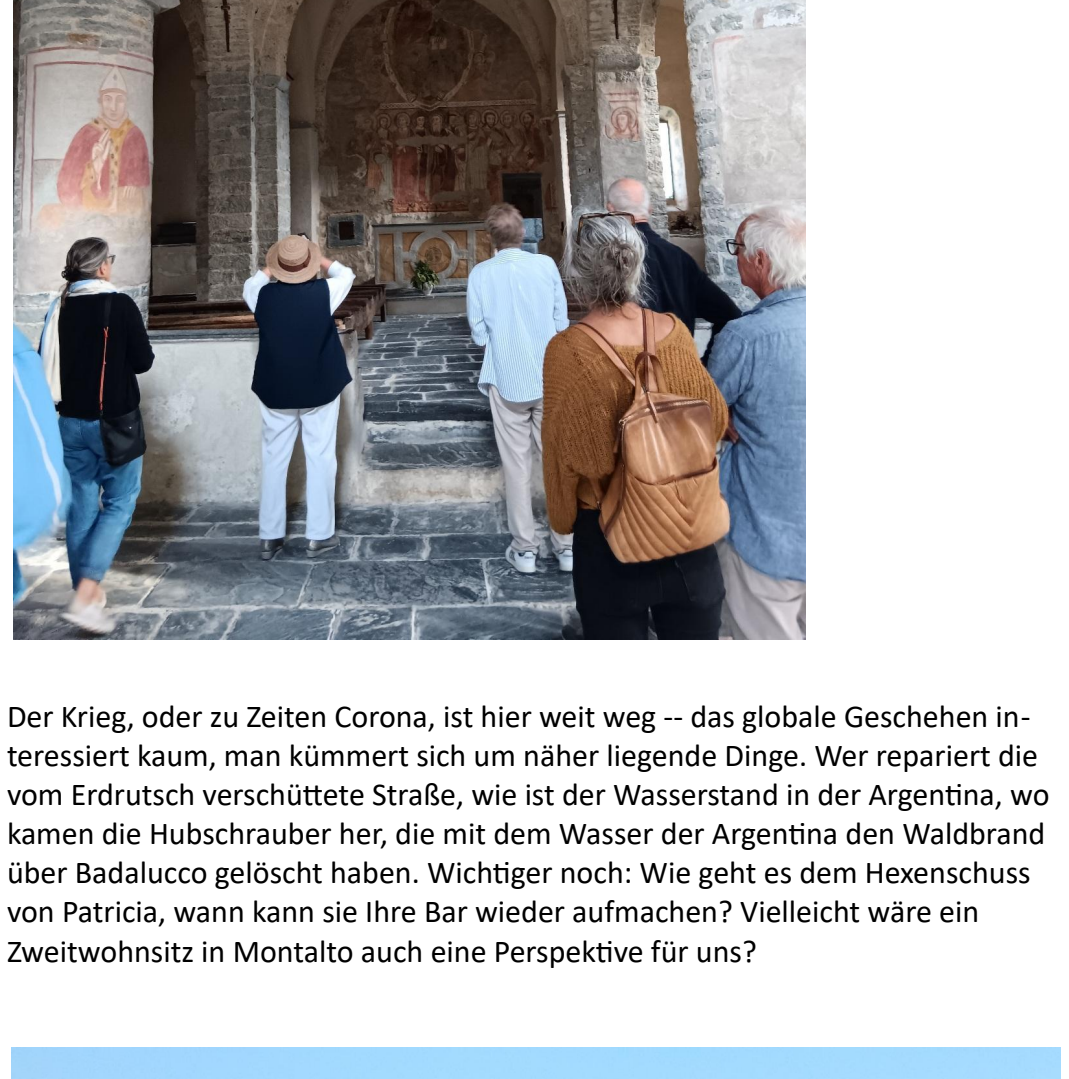 Der Krieg, oder zu Zeiten Corona, ist hier weit weg -- das globale Geschehen in-
teressiert kaum, man kümmert sich um näher liegende Dinge. Wer repariert die
vom Erdrutsch verschüttete Straße, wie ist der Wasserstand in der Argentina, wo
kamen die Hubschrauber her, die mit dem Wasser der Argentina den Waldbrand
über Badalucco gelöscht haben. Wichtiger noch: Wie geht es dem Hexenschuss
von Patricia, wann kann sie Ihre Bar wieder aufmachen? Vielleicht wäre ein
Zweitwohnsitz in Montalto auch eine Perspektive für uns?